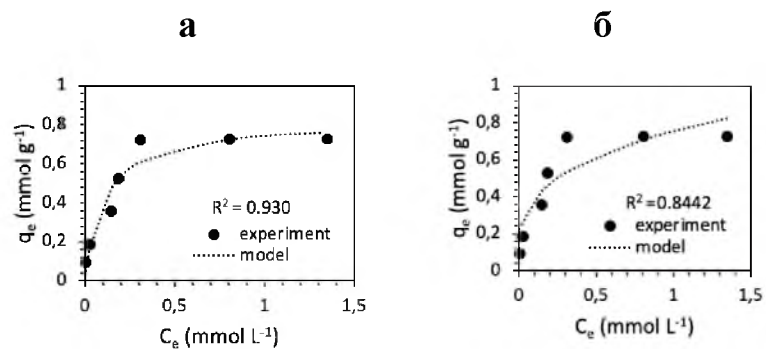 а
1
0,8
0,6
0,4
0,2
0
qe (mmol g-1)
R2 = 0.930
experiment
model
0
0,5
1
1,5
Ce (mmol L-1)
б
1
0,8
0,6
0,4
0,2
0
qe (mmol g-1)
R2 =0.8442
experiment
model
0
0,5
1
1,5
Ce (mmol L-1)